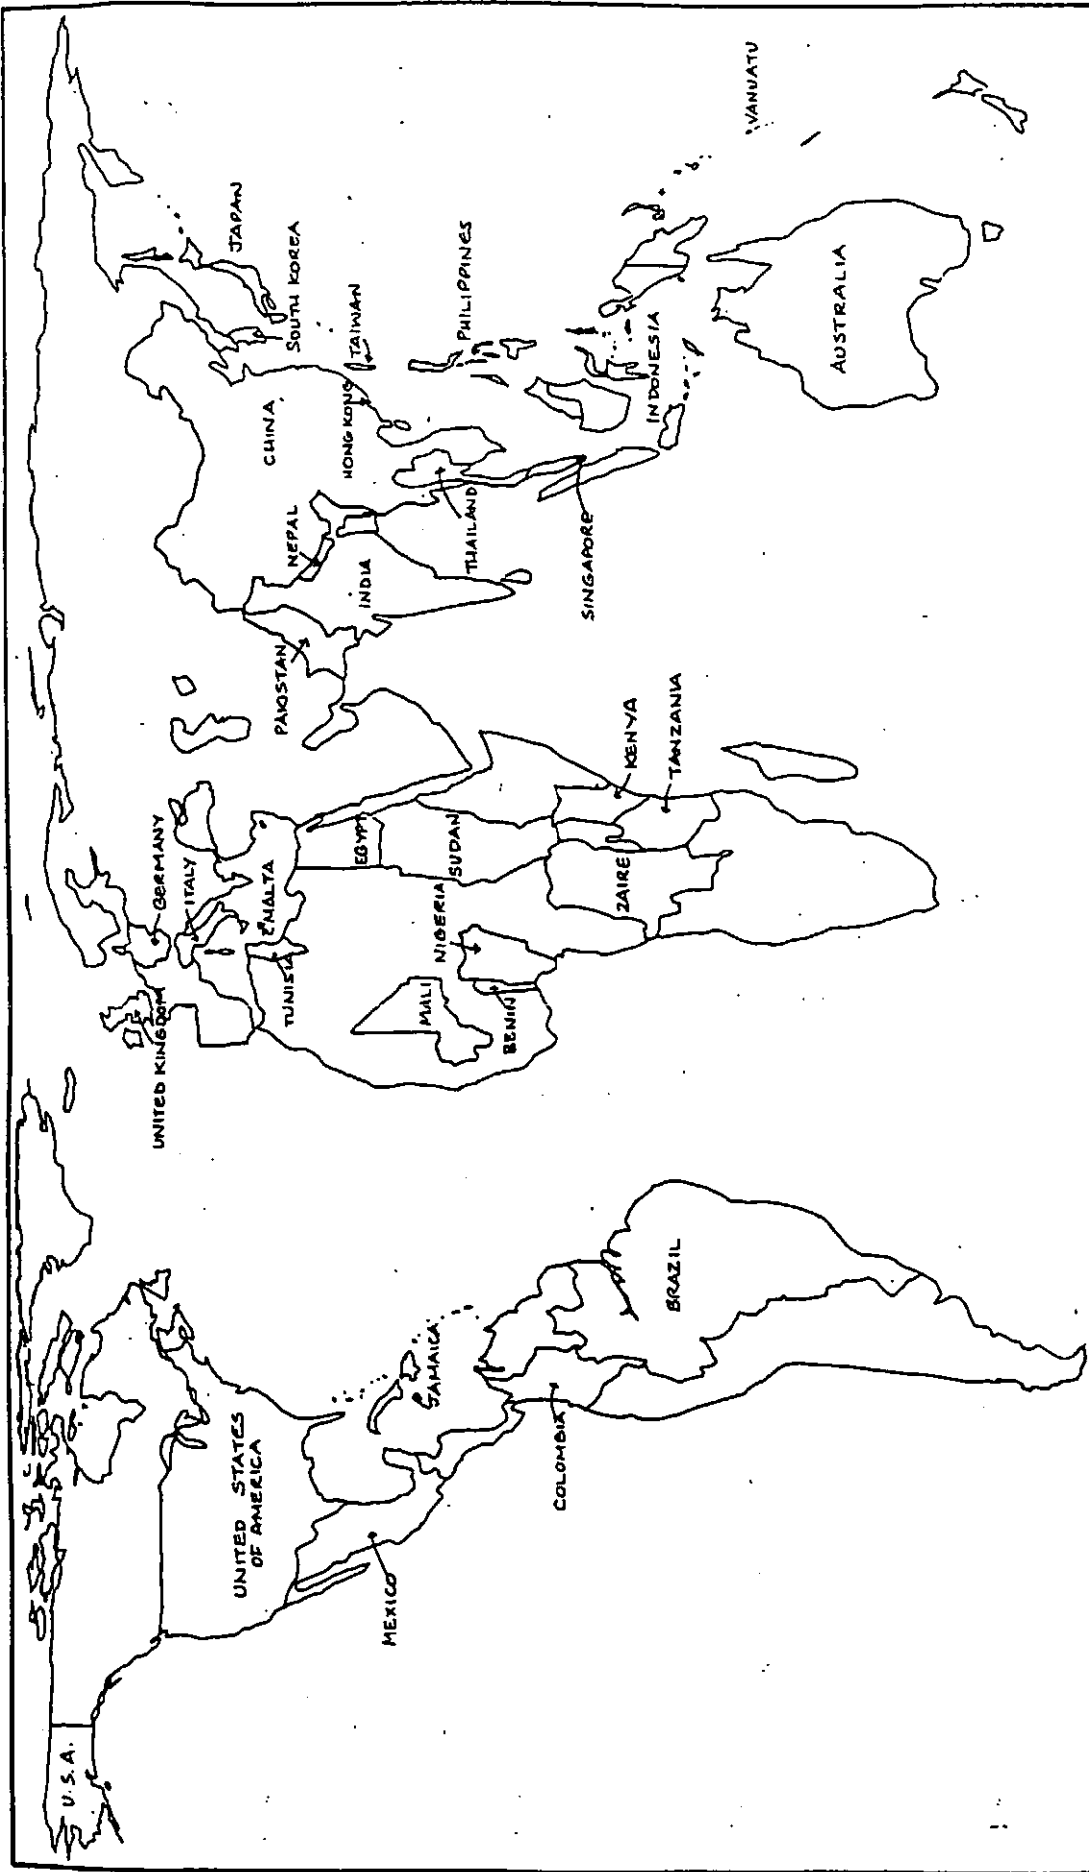 U.S.A.
UNITED STATES
OF AMERICA
MEXICO
JAMAICA
COLOMBIA
BRAZIL
UNITED KINGDOM
GERMANY
ITALY
MALTA
TUNISIA
EGYPT
MALI
NIGERIA
SUDAN
BENIN
ZAIRE
KENYA
TANZANIA
PAKISTAN
NEPAL
INDIA
CHINA
JAPAN
SOUTH KOREA
HONG KONG
TAIWAN
THAILAND
PHILIPPINES
SINGAPORE
INDONESIA
VANUATU
AUSTRALIA